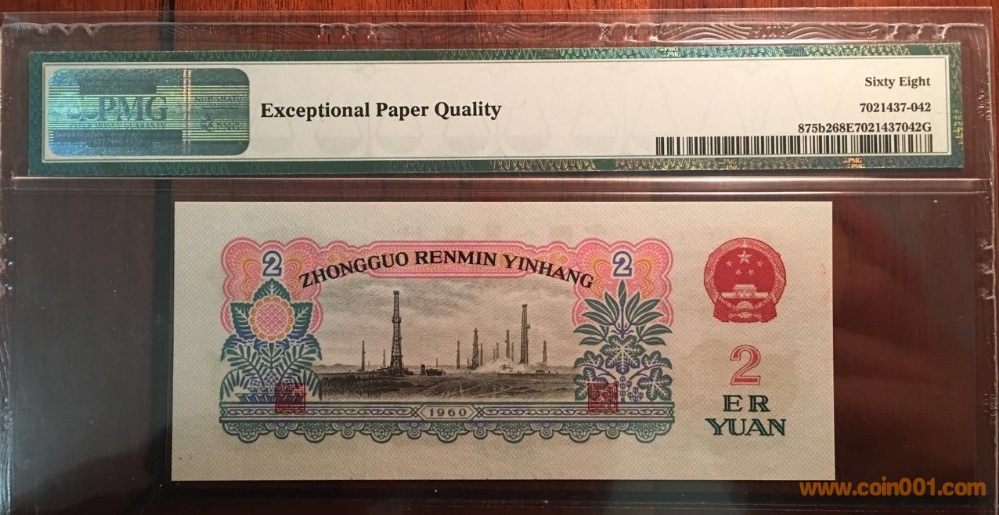 PMG
Exceptional Paper Quality
Sixty Eight
7021437-042
875b268E7021437042G
2
ZHONGGUO RENMIN YINHANG
2
1960
2
ER
YUAN
www.coin001.com